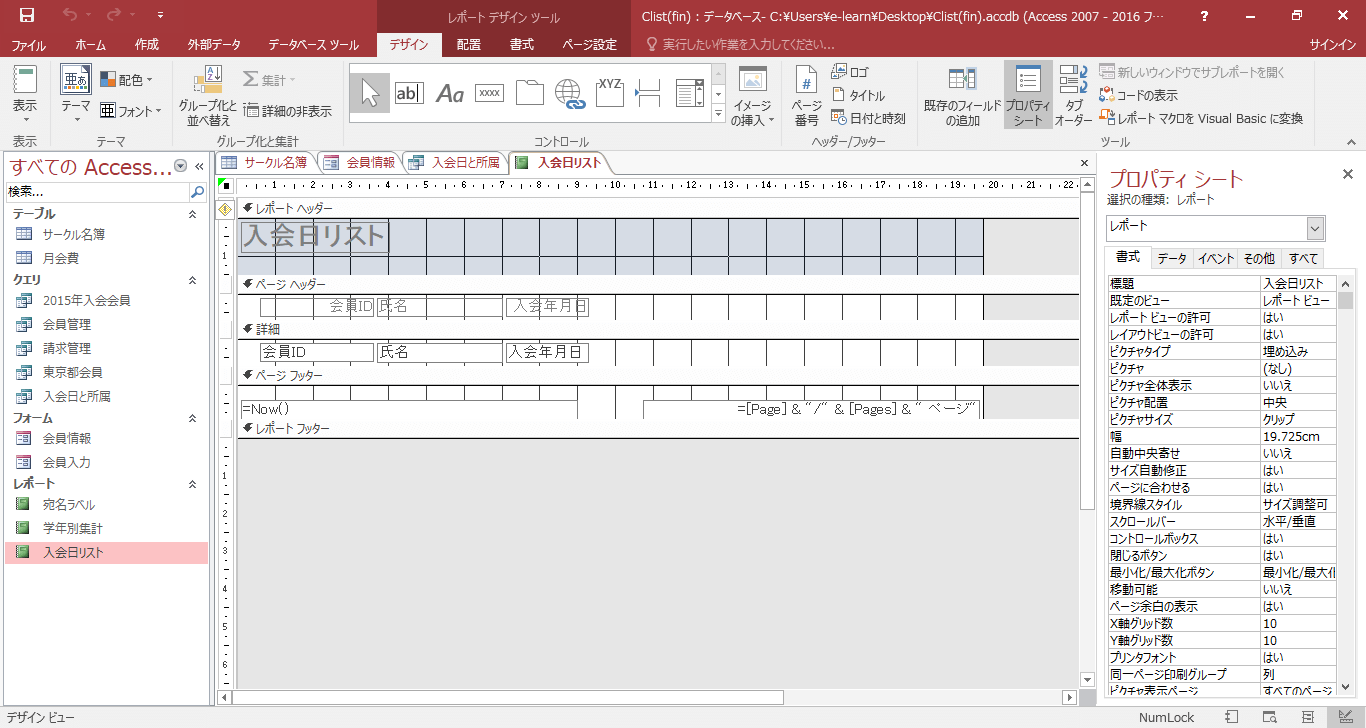 レポート デザイン ツール
Clist(fin) : データベース- C:¥Users¥e-learn¥Desktop¥Clist(fin).accdb (Access 2007 - 2016 フ…
?
ファイル ホーム 作成 外部データ データベース ツール デザイン 配置 書式 ページ設定 実行したい作業を入力してください... サインイン
表示
テーマ
配色
フォント
グループ化と
並べ替え
集計
詳細の非表示
ab|
Aa
xxxx
XYZ
イメージ
の挿入
ページ
番号
ロゴ
タイトル
日付と時刻
既存のフィールド
の追加
プロパティ
シート
タブ
オーダー
新しいウィンドウでサブレポートを開く
コードの表示
レポート マクロを Visual Basic に変換
表示 テーマ グループ化と集計 コントロール ヘッダー/フッター ツール
すべての Access...
検索...
テーブル
サークル名簿
月会費
クエリ
2015年入会会員
会員管理
請求管理
東京都会員
入会日と所属
フォーム
会員情報
会員入力
レポート
宛名ラベル
学年別集計
入会日リスト
サークル名簿 会員情報 入会日と所属 入会日リスト
1 2 3 4 5 6 7 8 9 10 11 12 13 14 15 16 17 18 19 20 21 22
レポート ヘッダー
入会日リスト
1
ページ ヘッダー
会員ID 氏名 入会年月日
詳細
会員ID 氏名 入会年月日
ページ フッター
=Now() =[Page] & "/" & [Pages] & " ページ"
レポート フッター
1
2
3
4
5
6
プロパティ シート
選択の種類: レポート
レポート
書式 データ イベント その他 すべて
標題 入会日リスト
既定のビュー レポート ビュー
レポート ビューの許可 はい
レイアウトビューの許可 はい
ピクチャタイプ 埋め込み
ピクチャ (なし)
ピクチャ全体表示 いいえ
ピクチャ配置 中央
ピクチャサイズ クリップ
幅 19.725cm
自動中央寄せ いいえ
サイズ自動修正 はい
ページに合わせる はい
境界線スタイル サイズ調整可
スクロールバー 水平/垂直
コントロールボックス はい
閉じるボタン はい
最小化/最大化ボタン 最小化/最大化
移動可能 いいえ
ページ余白の表示 はい
X軸グリッド数 10
Y軸グリッド数 10
プリンタフォント はい
同一ページ印刷グループ 列
ピクチャ表示ページ すべてのページ
デザイン ビュー NumLock